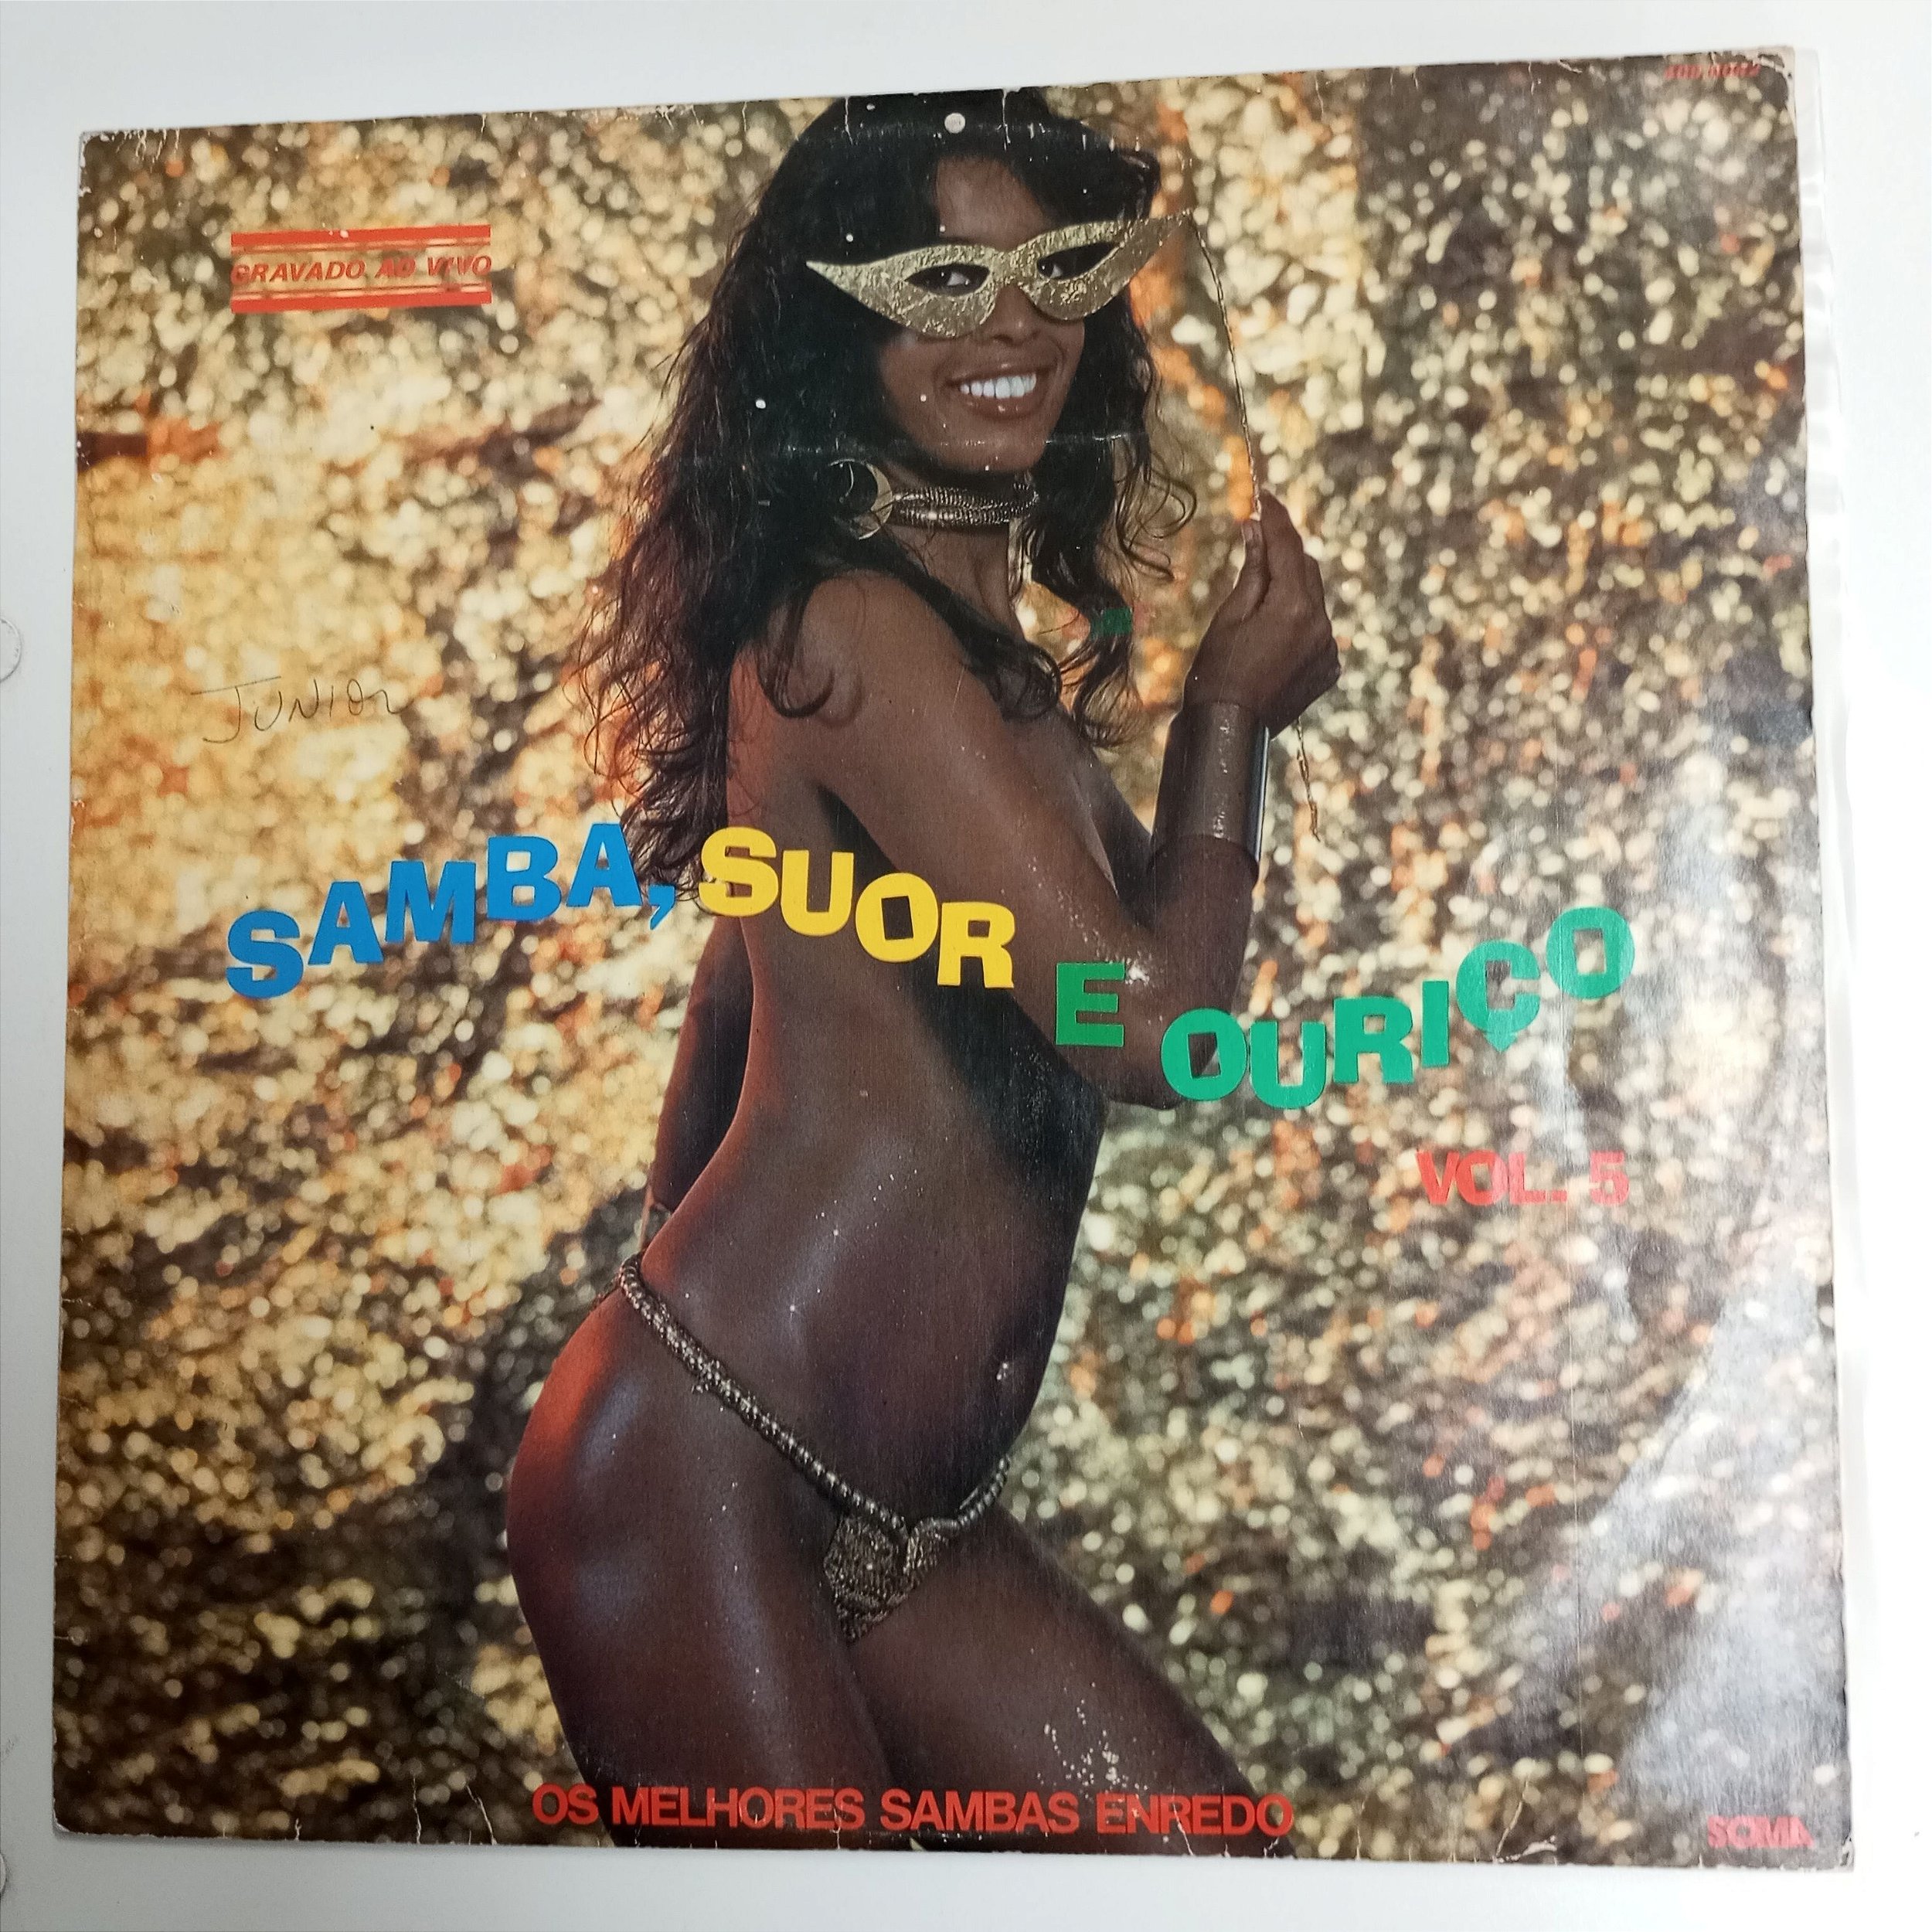 GRAVADO AO VIVO
JUNIOR
SAMBA, SUOR E OURIÇO
VOL. 5
OS MELHORES SAMBAS ENREDO
SOMA